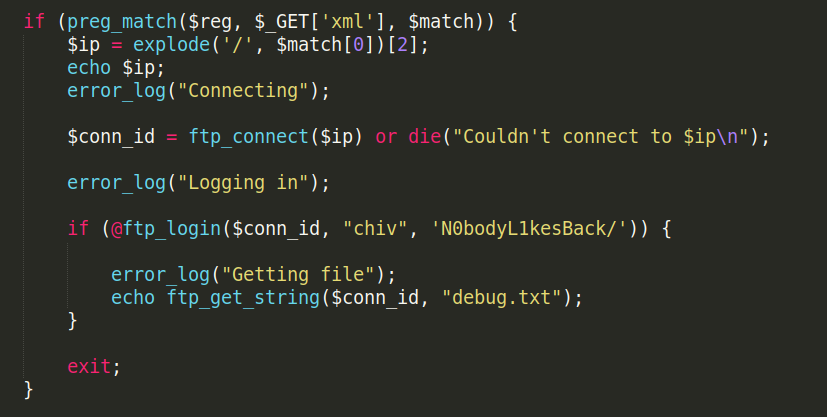 if (preg_match($reg, $_GET['xml'], $match)) {
$ip = explode('/', $match[0])[2];
echo $ip;
error_log("Connecting");
$conn_id = ftp_connect($ip) or die("Couldn't connect to $ip\n");
error_log("Logging in");
if (@ftp_login($conn_id, "chiv", 'N0bodyL1kesBack/')) {
error_log("Getting file");
echo ftp_get_string($conn_id, "debug.txt");
}
exit;
}